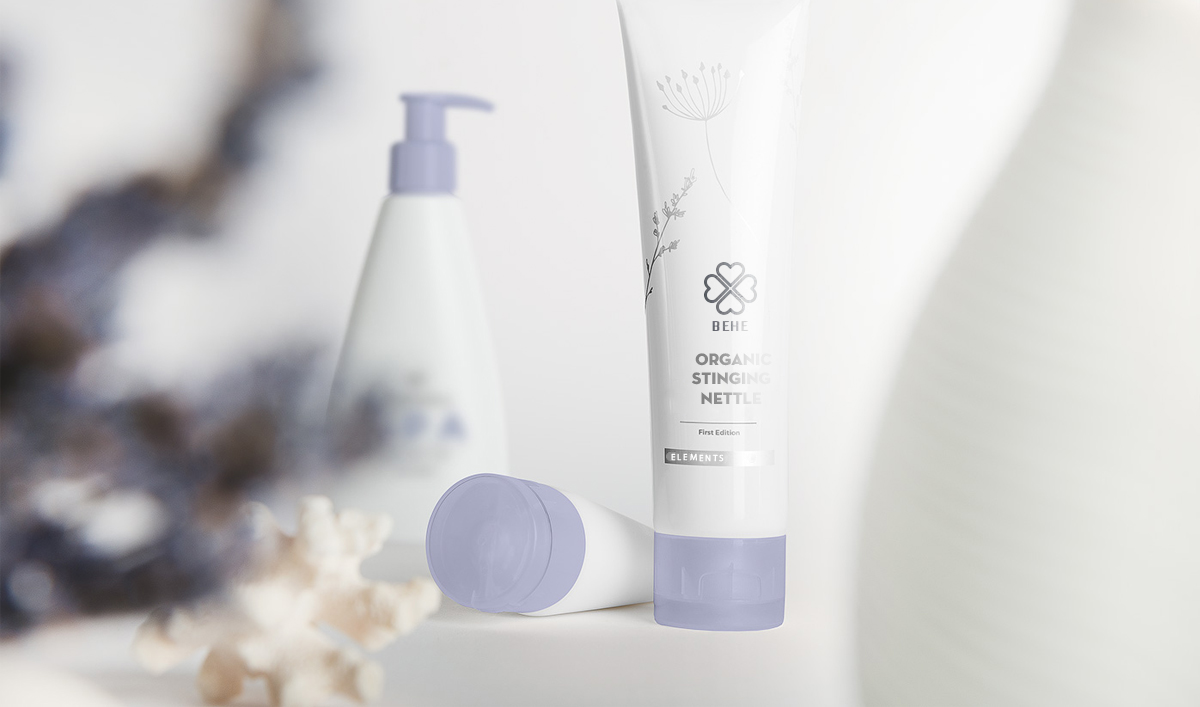 BEHE
ORGANIC
STINGING
NETTLE
First Edition
ELEMENTS